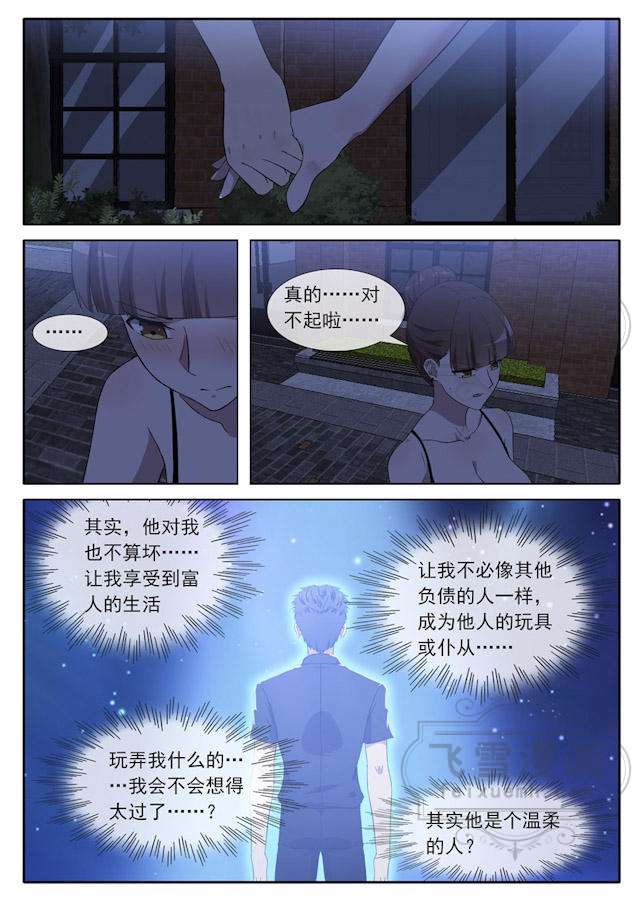 ……
真的……对
不起啦……
其实，他对我
也不算坏……
让我享受到富
人的生活
让我不必像其他
负债的人一样，
成为他人的玩具
或仆从……
玩弄我什么的…
…我会不会想得
太过了……？
其实他是个温柔
的人？
飞雪漫